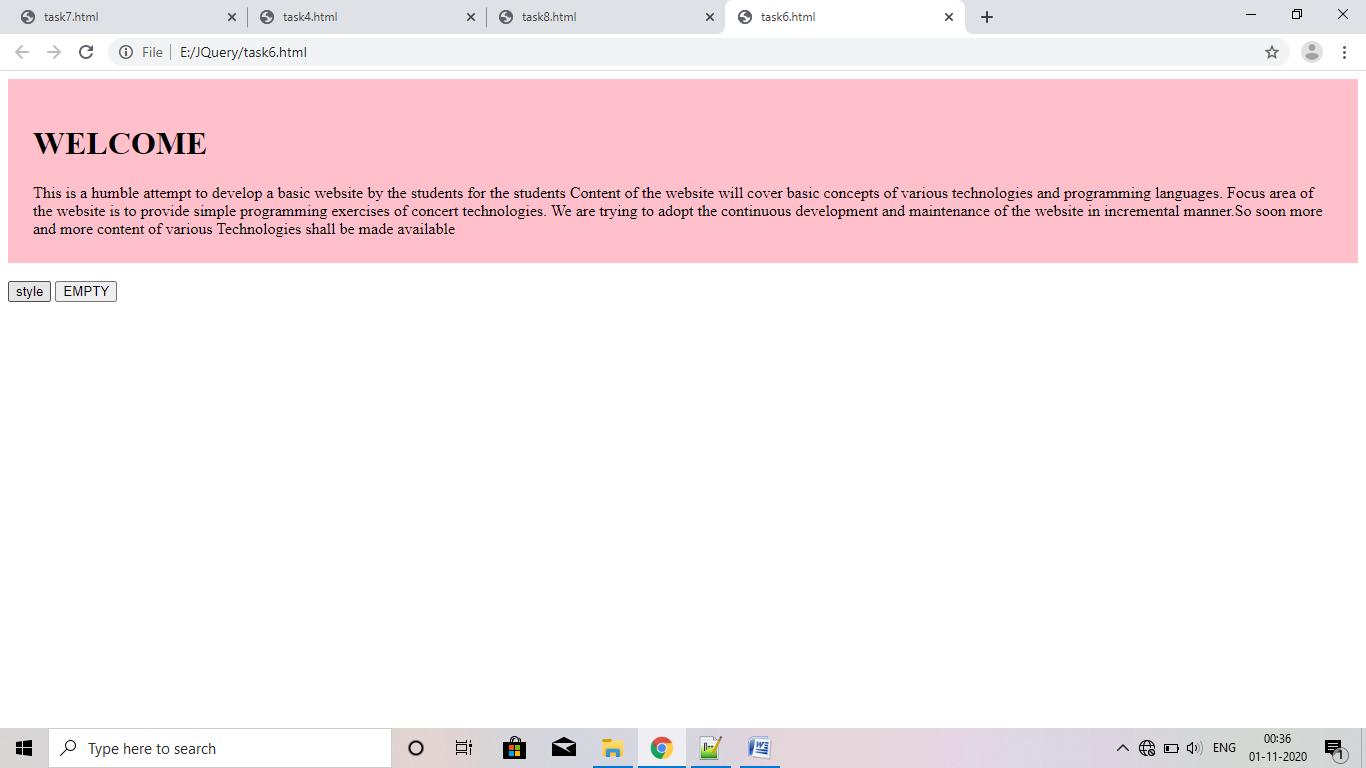 task7.html
task4.html
task8.html
task6.html
File
E:/JQuery/task6.html
WELCOME
This is a humble attempt to develop a basic website by the students for the students Content of the website will cover basic concepts of various technologies and programming languages. Focus area of
the website is to provide simple programming exercises of concert technologies. We are trying to adopt the continuous development and maintenance of the website in incremental manner.So soon more
and more content of various Technologies shall be made available
style EMPTY
Type here to search
ENG
00:36
01-11-2020
1